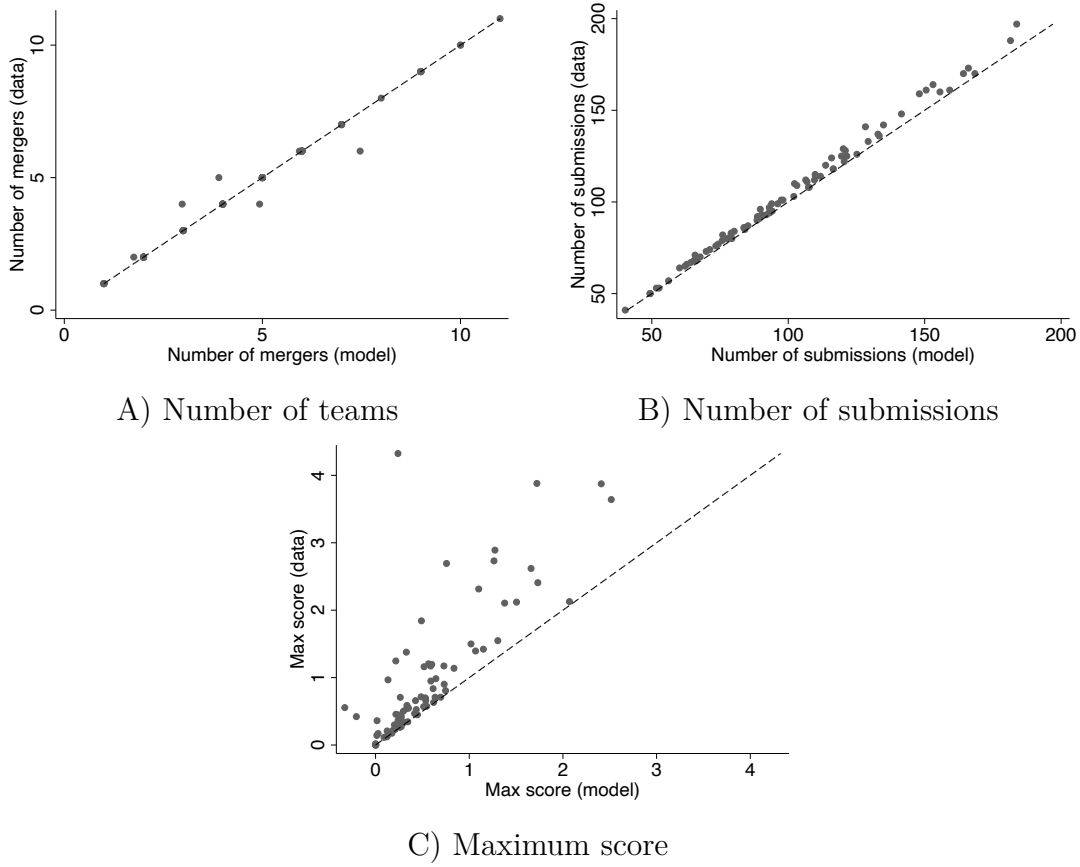 Number of mergers (data)
10
5
0
0
5
10
Number of mergers (model)
A) Number of teams
Number of submissions (data)
200
150
100
50
50
100
150
200
Number of submissions (model)
B) Number of submissions
Max score (data)
4
3
2
1
0
0
1
2
3
4
Max score (model)
C) Maximum score